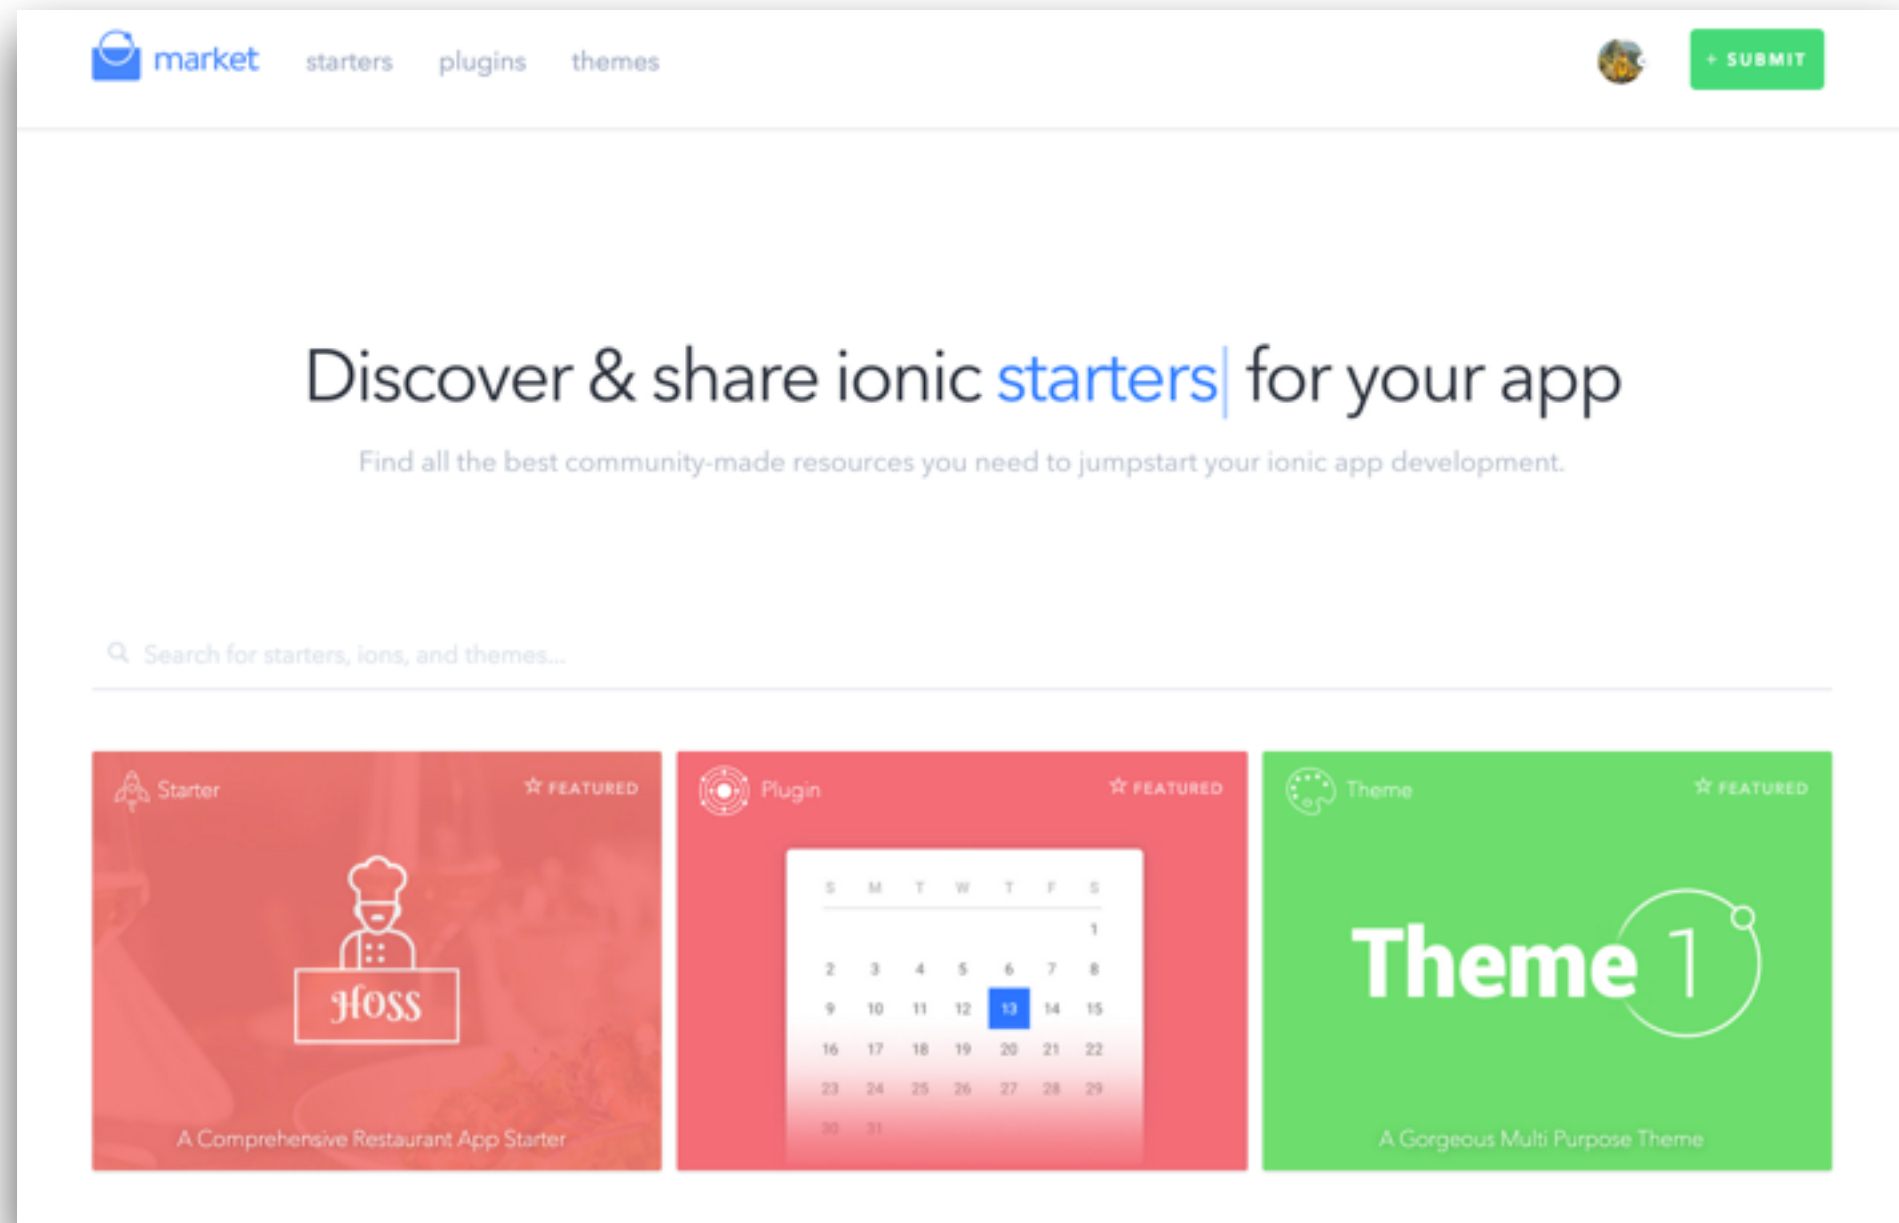 market starters plugins themes + SUBMIT
Discover & share ionic starters for your app
Find all the best community-made resources you need to jumpstart your ionic app development.
Search for starters, ions, and themes...
Starter ☆ FEATURED
Hoss
A Comprehensive Restaurant App Starter
Plugin ☆ FEATURED
S M T W T F S
1
2 3 4 5 6 7 8
9 10 11 12 13 14 15
16 17 18 19 20 21 22
23 24 25 26 27 28 29
30 31
Theme ☆ FEATURED
Theme 1
A Gorgeous Multi Purpose Theme